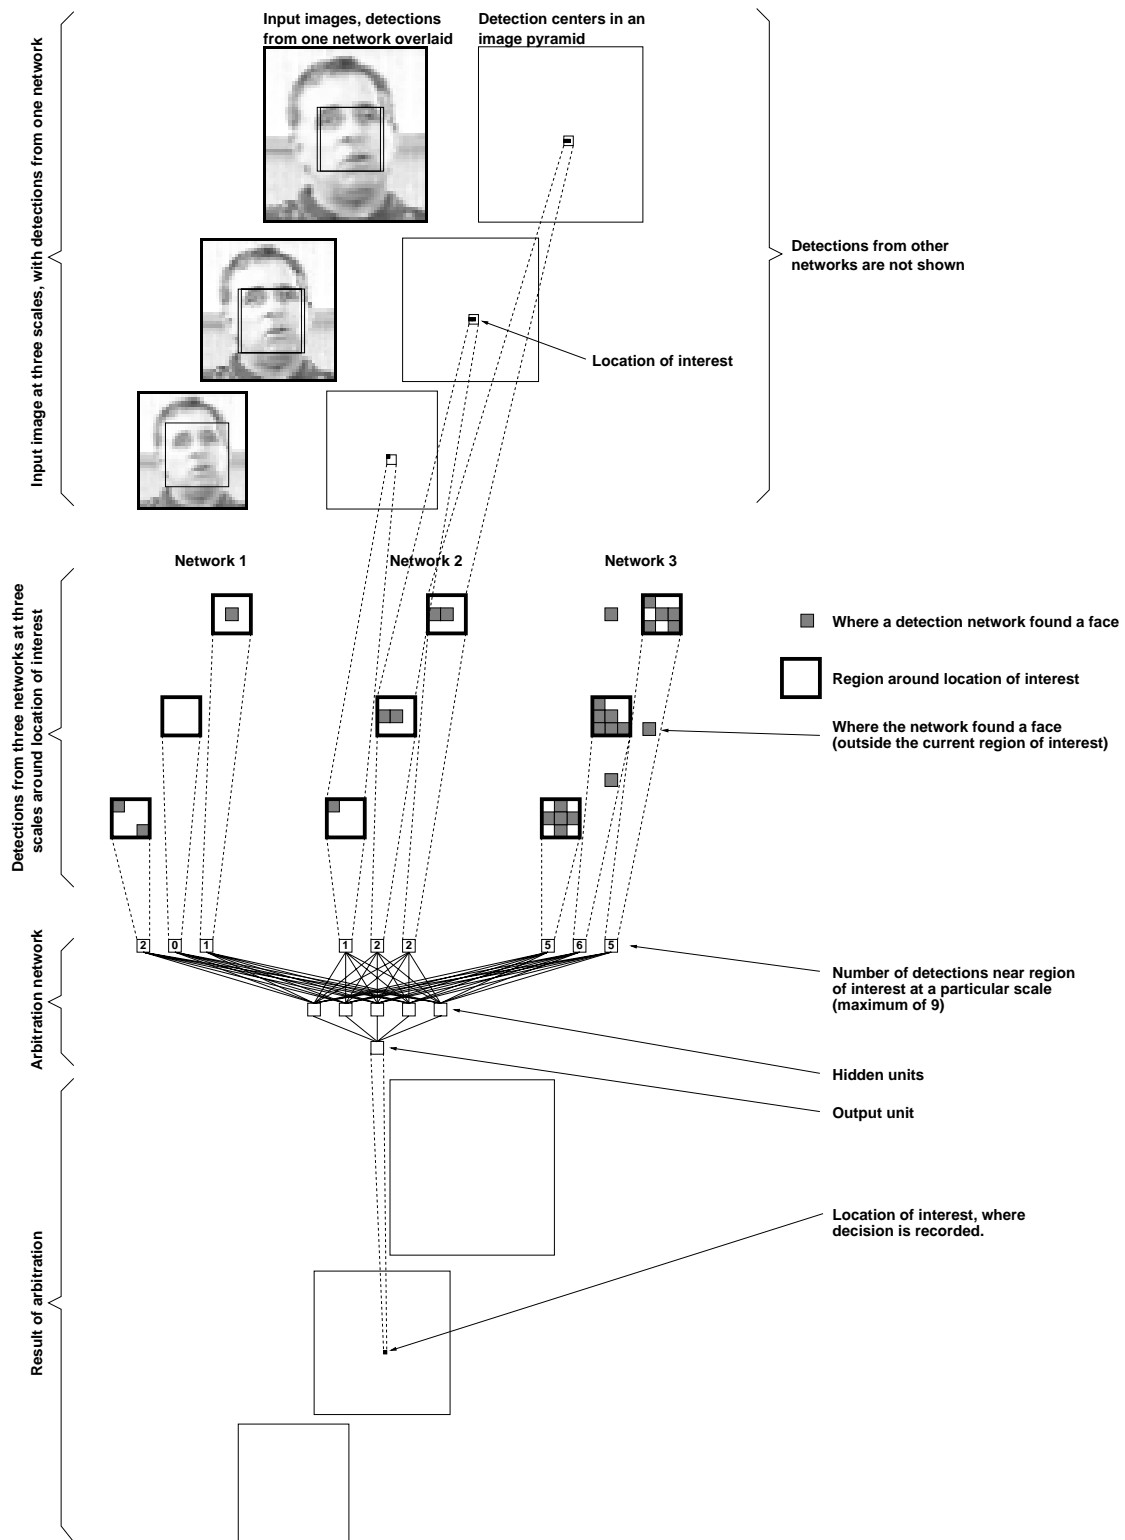 Input images, detections
from one network overlaid
Detection centers in an
image pyramid
Input image at three scales, with detections from one network
Detections from other
networks are not shown
Location of interest
Network 1
Network 2
Network 3
Detections from three networks at three
scales around location of interest
Where a detection network found a face
Region around location of interest
Where the network found a face
(outside the current region of interest)
Arbitration network
2 0 1 1 2 2 5 6 5
Number of detections near region
of interest at a particular scale
(maximum of 9)
Hidden units
Output unit
Result of arbitration
Location of interest, where
decision is recorded.